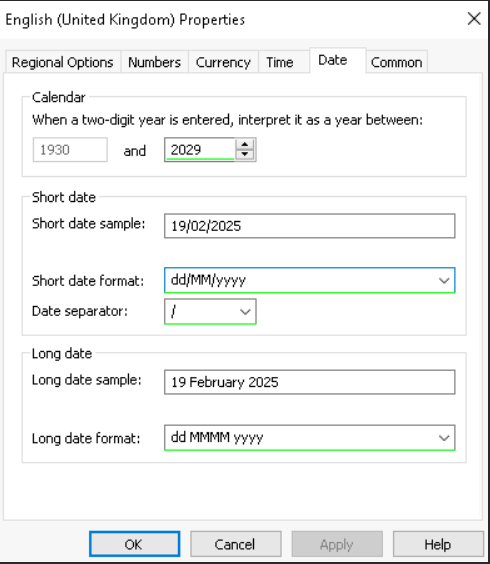 English (United Kingdom) Properties
Regional Options Numbers Currency Time Date Common
Calendar
When a two-digit year is entered, interpret it as a year between:
1930 and 2029
Short date
Short date sample: 19/02/2025
Short date format: dd/MM/yyyy
Date separator: /
Long date
Long date sample: 19 February 2025
Long date format: dd MMMM yyyy
OK Cancel Apply Help